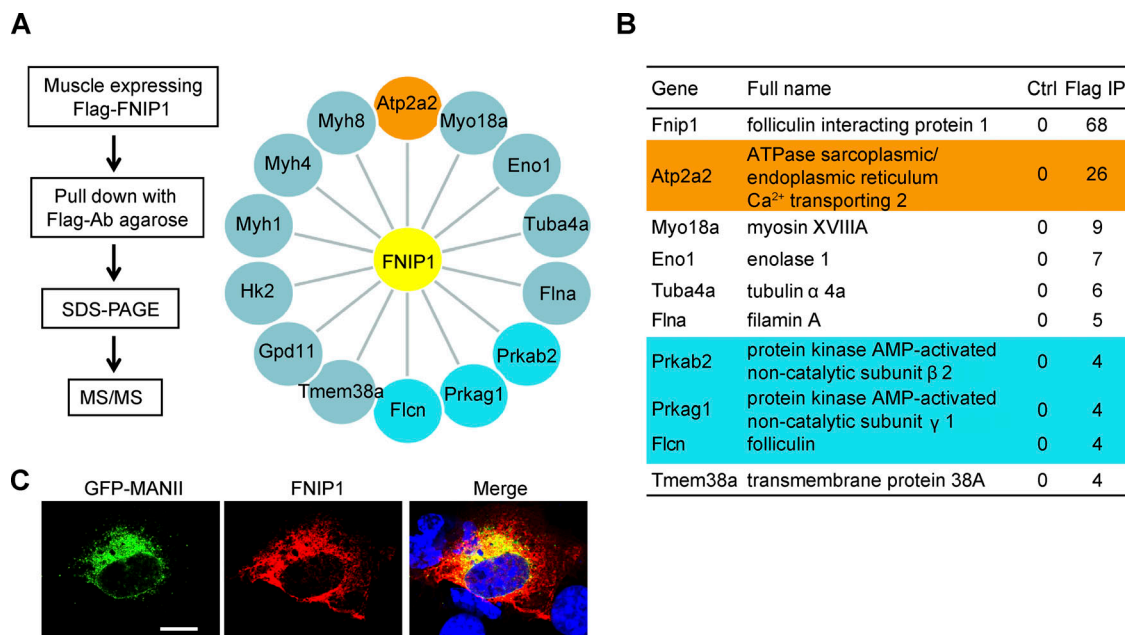 A
Muscle expressing
Flag-FNIP1
Pull down with
Flag-Ab agarose
SDS-PAGE
MS/MS
Atp2a2
Myo18a
Eno1
Tuba4a
Flna
Prkab2
Prkag1
Flcn
Tmem38a
Gpd11
Hk2
Myh1
Myh4
Myh8
FNIP1
B
Gene Full name Ctrl Flag IP
Fnip1 folliculin interacting protein 1 0 68
ATPase sarcoplasmic/
Atp2a2 endoplasmic reticulum 0 26
Ca²⁺ transporting 2
Myo18a myosin XVIIIA 0 9
Eno1 enolase 1 0 7
Tuba4a tubulin α 4a 0 6
Flna filamin A 0 5
Prkab2 protein kinase AMP-activated 0 4
non-catalytic subunit β 2
Prkag1 protein kinase AMP-activated 0 4
non-catalytic subunit γ 1
Flcn folliculin 0 4
Tmem38a transmembrane protein 38A 0 4
C
GFP-MANII FNIP1 Merge